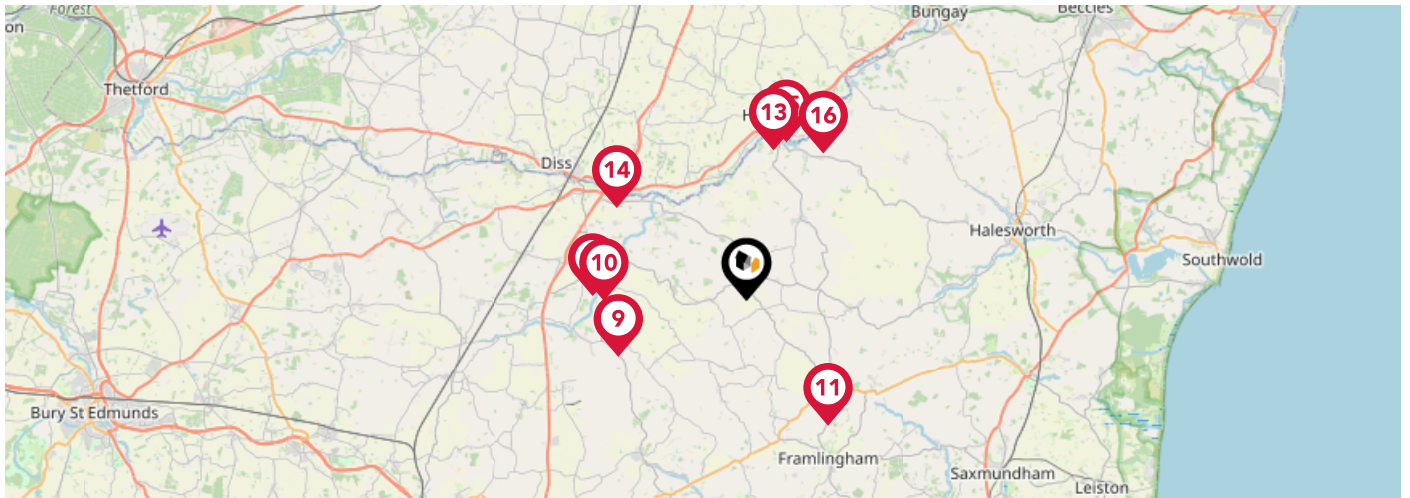 Forest
on
Bungay
Beccles
Thetford
13
16
Diss
14
Halesworth
Southwold
10
9
11
Bury St Edmunds
Framlingham
Saxmundham
Leiston